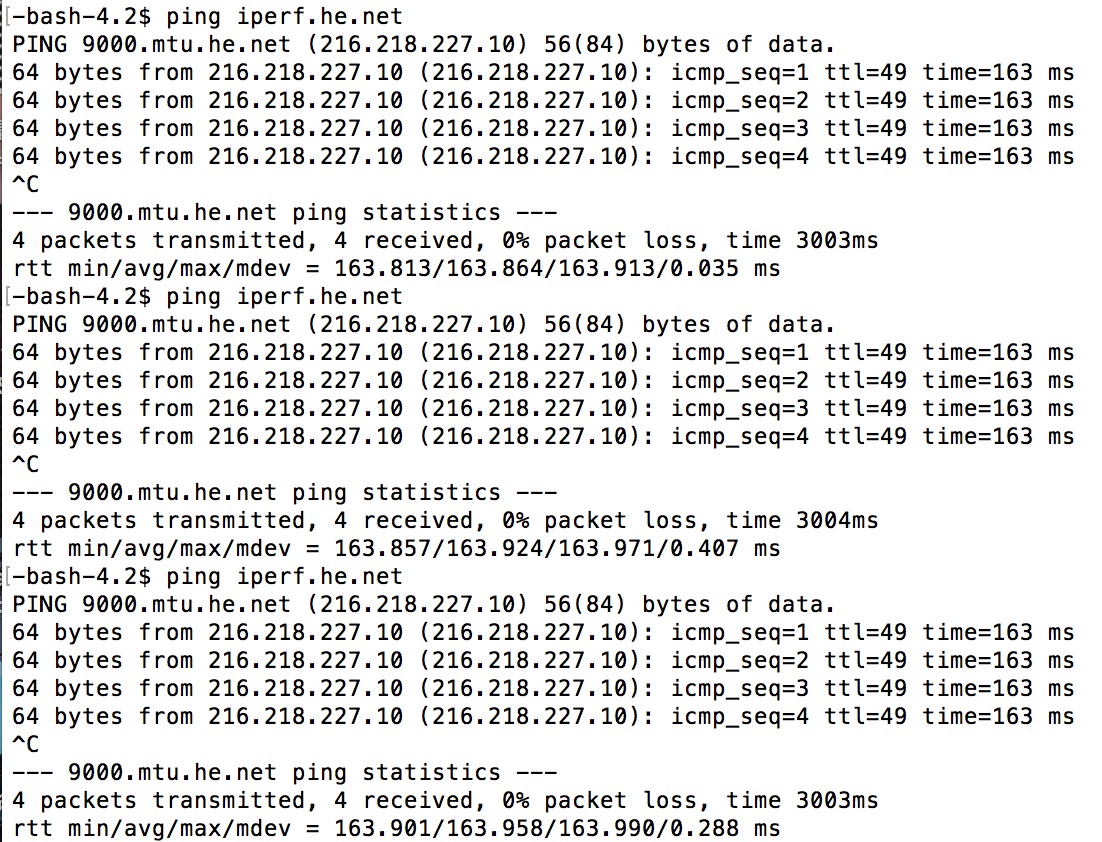 [-bash-4.2$ ping iperf.he.net
PING 9000.mtu.he.net (216.218.227.10) 56(84) bytes of data.
64 bytes from 216.218.227.10 (216.218.227.10): icmp_seq=1 ttl=49 time=163 ms
64 bytes from 216.218.227.10 (216.218.227.10): icmp_seq=2 ttl=49 time=163 ms
64 bytes from 216.218.227.10 (216.218.227.10): icmp_seq=3 ttl=49 time=163 ms
64 bytes from 216.218.227.10 (216.218.227.10): icmp_seq=4 ttl=49 time=163 ms
^C
--- 9000.mtu.he.net ping statistics ---
4 packets transmitted, 4 received, 0% packet loss, time 3003ms
rtt min/avg/max/mdev = 163.813/163.864/163.913/0.035 ms
[-bash-4.2$ ping iperf.he.net
PING 9000.mtu.he.net (216.218.227.10) 56(84) bytes of data.
64 bytes from 216.218.227.10 (216.218.227.10): icmp_seq=1 ttl=49 time=163 ms
64 bytes from 216.218.227.10 (216.218.227.10): icmp_seq=2 ttl=49 time=163 ms
64 bytes from 216.218.227.10 (216.218.227.10): icmp_seq=3 ttl=49 time=163 ms
64 bytes from 216.218.227.10 (216.218.227.10): icmp_seq=4 ttl=49 time=163 ms
^C
--- 9000.mtu.he.net ping statistics ---
4 packets transmitted, 4 received, 0% packet loss, time 3004ms
rtt min/avg/max/mdev = 163.857/163.924/163.971/0.407 ms
[-bash-4.2$ ping iperf.he.net
PING 9000.mtu.he.net (216.218.227.10) 56(84) bytes of data.
64 bytes from 216.218.227.10 (216.218.227.10): icmp_seq=1 ttl=49 time=163 ms
64 bytes from 216.218.227.10 (216.218.227.10): icmp_seq=2 ttl=49 time=163 ms
64 bytes from 216.218.227.10 (216.218.227.10): icmp_seq=3 ttl=49 time=163 ms
64 bytes from 216.218.227.10 (216.218.227.10): icmp_seq=4 ttl=49 time=163 ms
^C
--- 9000.mtu.he.net ping statistics ---
4 packets transmitted, 4 received, 0% packet loss, time 3003ms
rtt min/avg/max/mdev = 163.901/163.958/163.990/0.288 ms